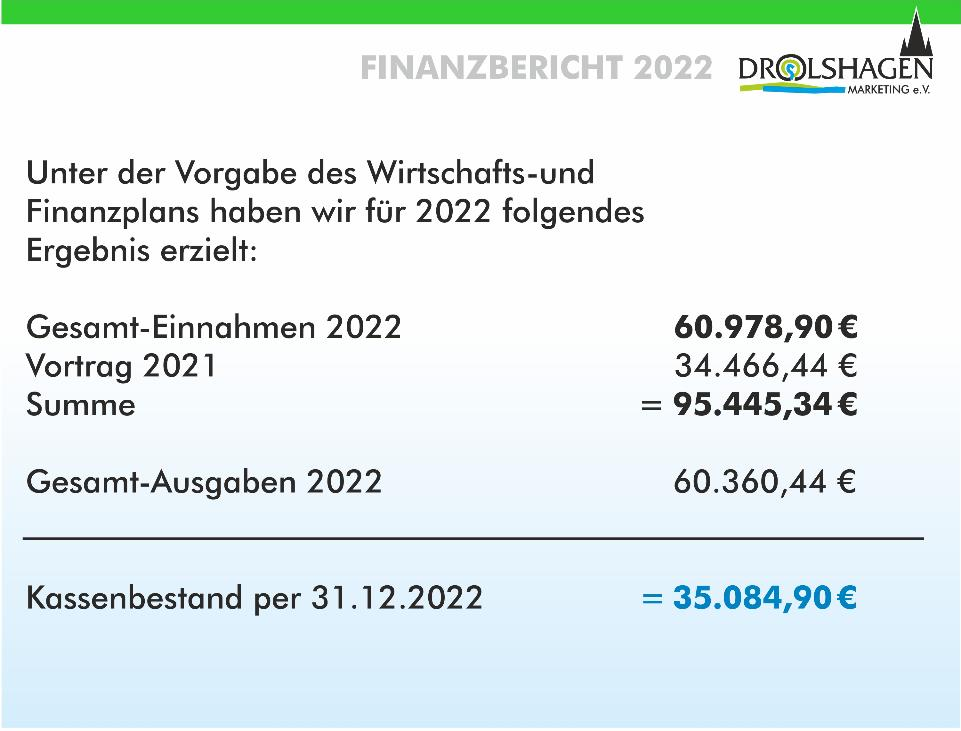 FINANZBERICHT 2022
DROLSHAGEN
MARKETING e.V.
Unter der Vorgabe des Wirtschafts-und
Finanzplans haben wir für 2022 folgendes
Ergebnis erzielt:
Gesamt-Einnahmen 2022 60.978,90 €
Vortrag 2021 34.466,44 €
Summe = 95.445,34 €
Gesamt-Ausgaben 2022 60.360,44 €
Kassenbestand per 31.12.2022 = 35.084,90 €